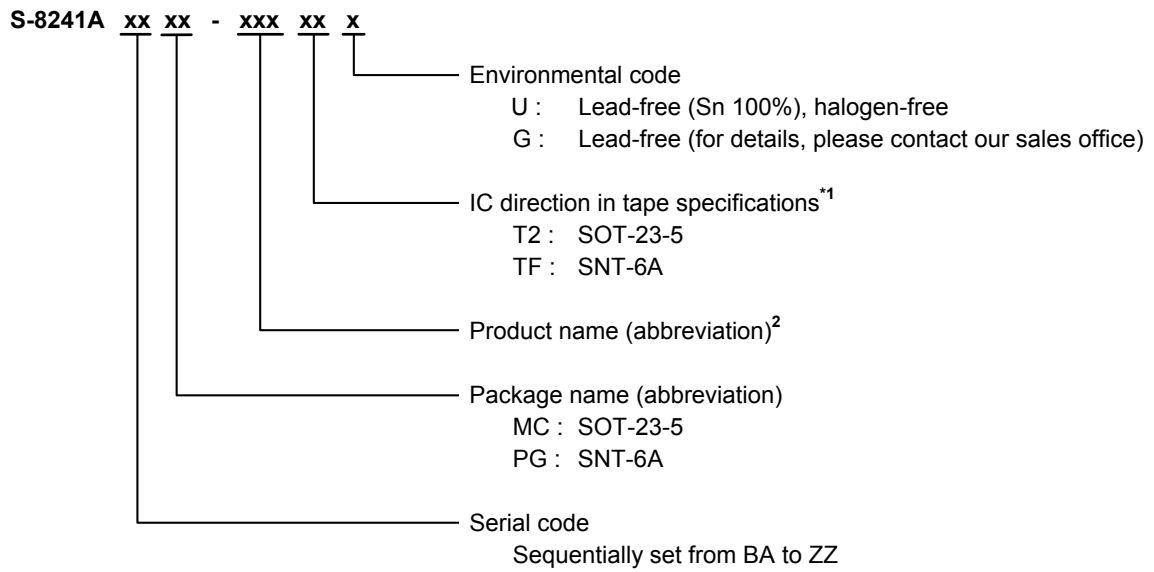 S-8241A xx xx - xxx xx x
Environmental code
U : Lead-free (Sn 100%), halogen-free
G : Lead-free (for details, please contact our sales office)
IC direction in tape specifications*1
T2 : SOT-23-5
TF : SNT-6A
Product name (abbreviation)2
Package name (abbreviation)
MC : SOT-23-5
PG : SNT-6A
Serial code
Sequentially set from BA to ZZ